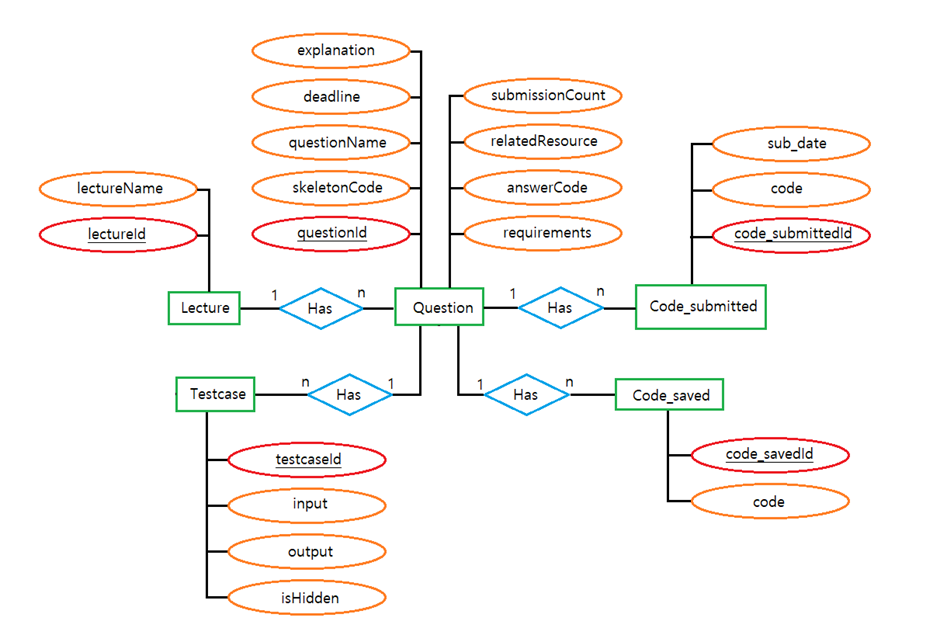 explanation
deadline
questionName
skeletonCode
questionId
submissionCount
relatedResource
answerCode
requirements
sub_date
code
code_submittedId
lectureName
lectureId
Lecture
1
Has
n
Question
1
Has
n
Code_submitted
Testcase
n
Has
1
1
Has
n
Code_saved
testcaseId
input
output
isHidden
code_savedId
code